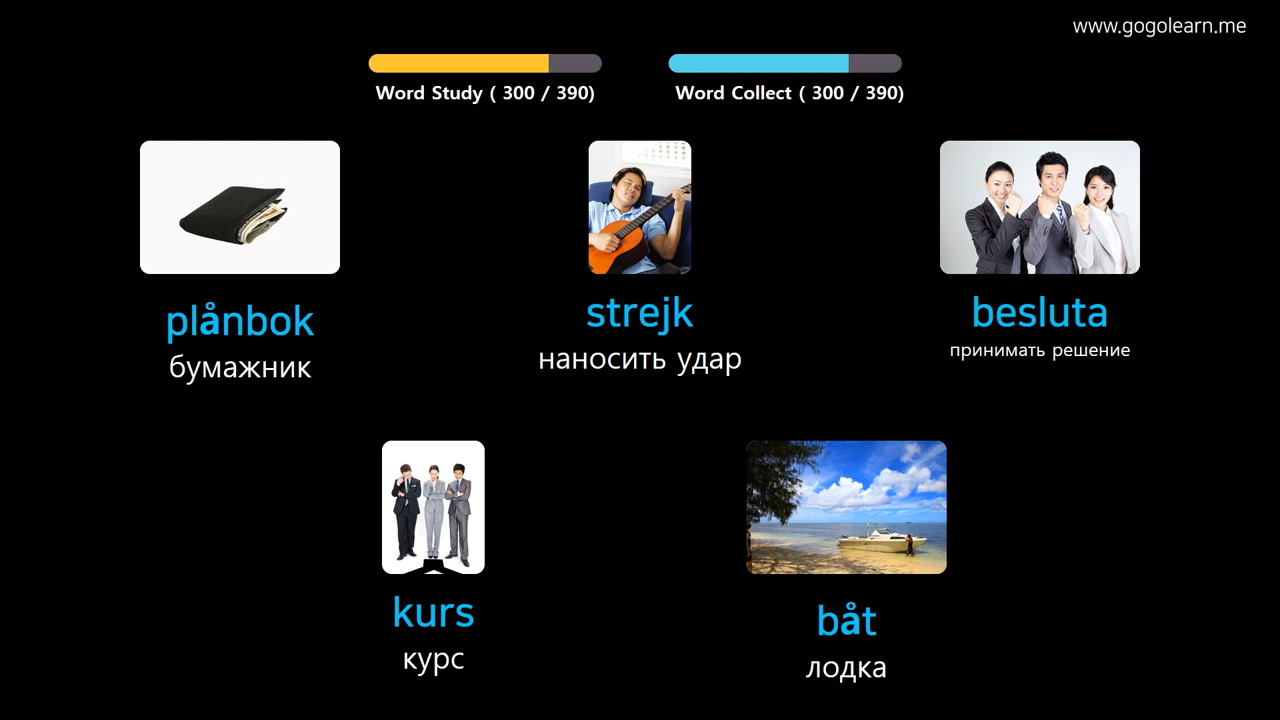 www.gogolearn.me
Word Study ( 300 / 390)
Word Collect ( 300 / 390)
plånbok
бумажник
strejk
наносить удар
besluta
принимать решение
kurs
курс
båt
лодка